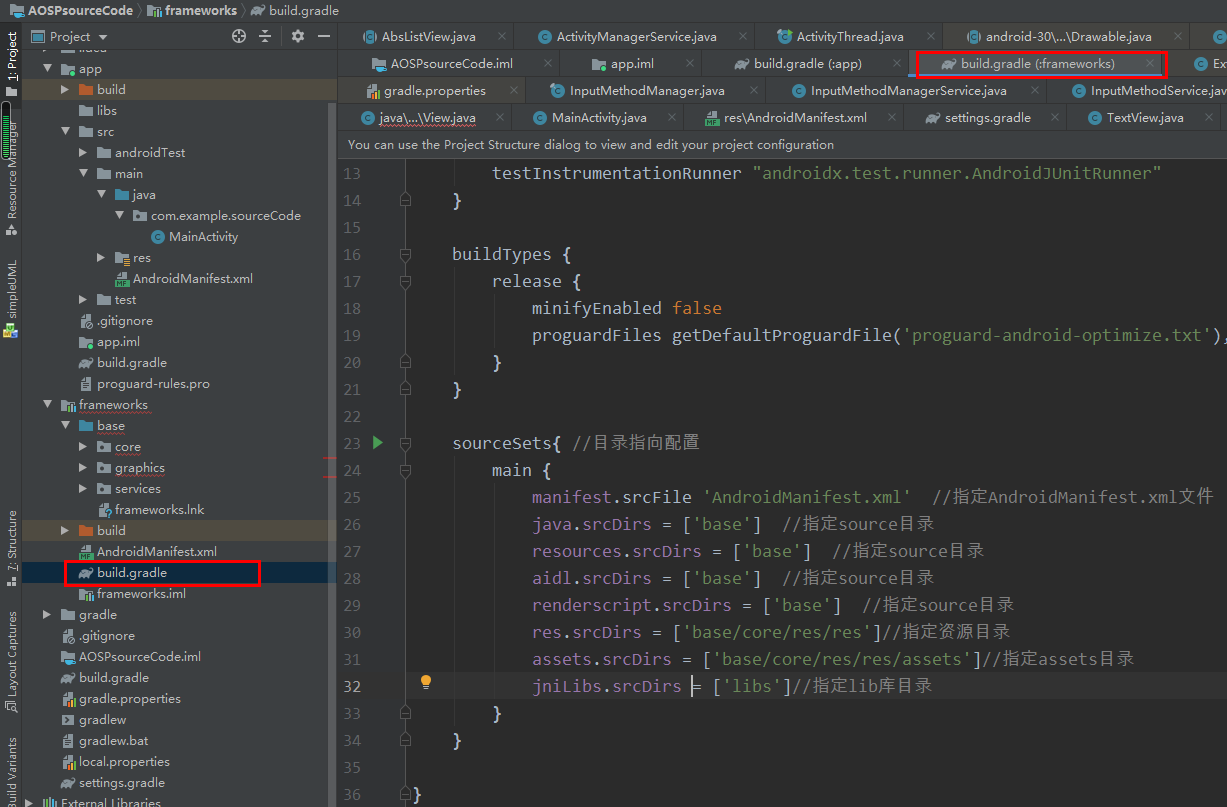 AOSPsourceCode frameworks build.gradle
Project
1: Project
Resource Manager
simpleUML
7: Structure
Layout Captures
Build Variants
app
build
libs
src
androidTest
main
java
com.example.sourceCode
MainActivity
res
AndroidManifest.xml
test
.gitignore
app.iml
build.gradle
proguard-rules.pro
frameworks
base
core
graphics
services
frameworks.lnk
build
AndroidManifest.xml
build.gradle
frameworks.iml
gradle
.gitignore
AOSPsourceCode.iml
build.gradle
gradle.properties
gradlew
gradlew.bat
local.properties
settings.gradle
External Libraries
AbsListView.java ActivityManagerService.java ActivityThread.java android-30\...\Drawable.java
AOSPsourceCode.iml app.iml build.gradle (:app) build.gradle (:frameworks) Ex
gradle.properties InputMethodManager.java InputMethodManagerService.java InputMethodService.jav
java\...\View.java MainActivity.java res\AndroidManifest.xml settings.gradle TextView.java
You can use the Project Structure dialog to view and edit your project configuration
13 testInstrumentationRunner "androidx.test.runner.AndroidJUnitRunner"
14 }
15
16 buildTypes {
17 release {
18 minifyEnabled false
19 proguardFiles getDefaultProguardFile('proguard-android-optimize.txt'),
20 }
21 }
22
23 sourceSets{ //目录指向配置
24 main {
25 manifest.srcFile 'AndroidManifest.xml' //指定AndroidManifest.xml文件
26 java.srcDirs = ['base'] //指定source目录
27 resources.srcDirs = ['base'] //指定source目录
28 aidl.srcDirs = ['base'] //指定source目录
29 renderscript.srcDirs = ['base'] //指定source目录
30 res.srcDirs = ['base/core/res/res']//指定资源目录
31 assets.srcDirs = ['base/core/res/res/assets']//指定assets目录
32 jniLibs.srcDirs = ['libs']//指定lib库目录
33 }
34 }
35
36 }